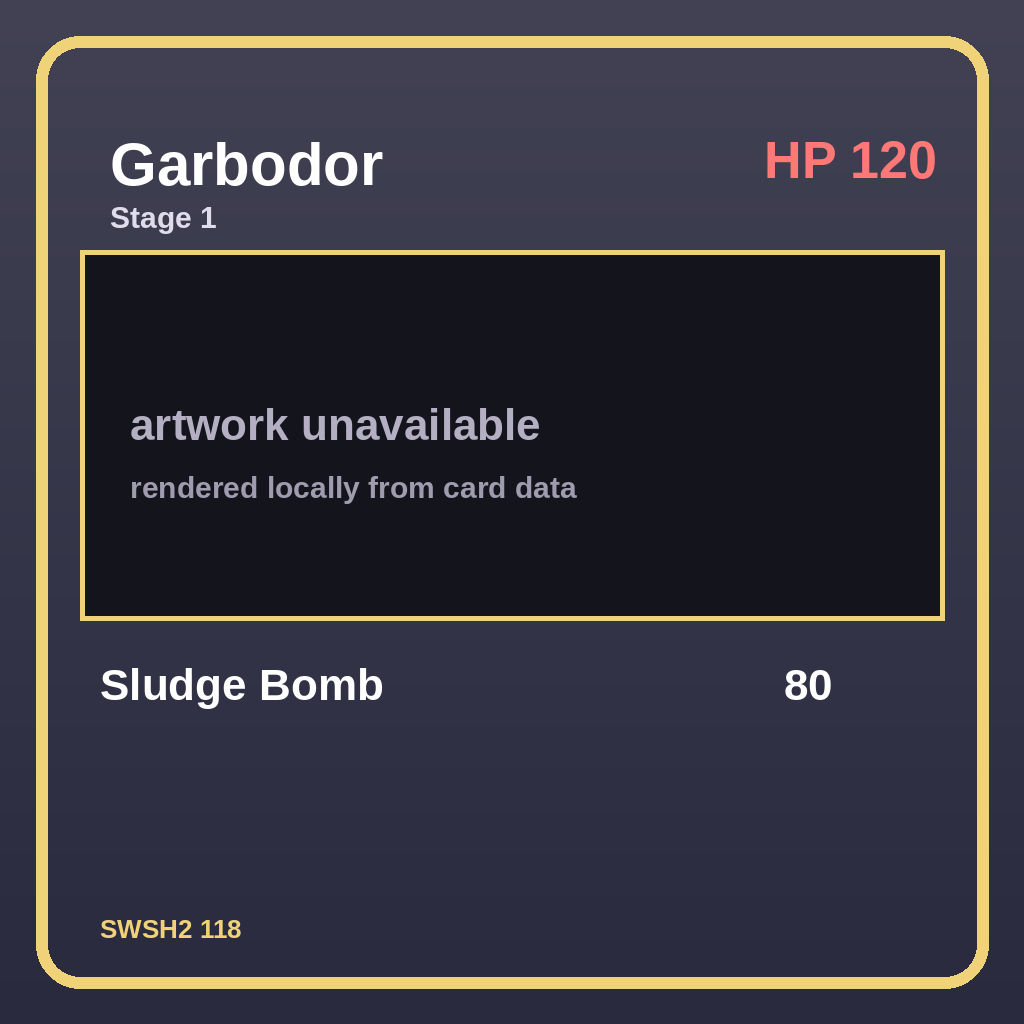 Garbodor
HP 120
Stage 1
artwork unavailable
rendered locally from card data
Sludge Bomb
80
SWSH2 118